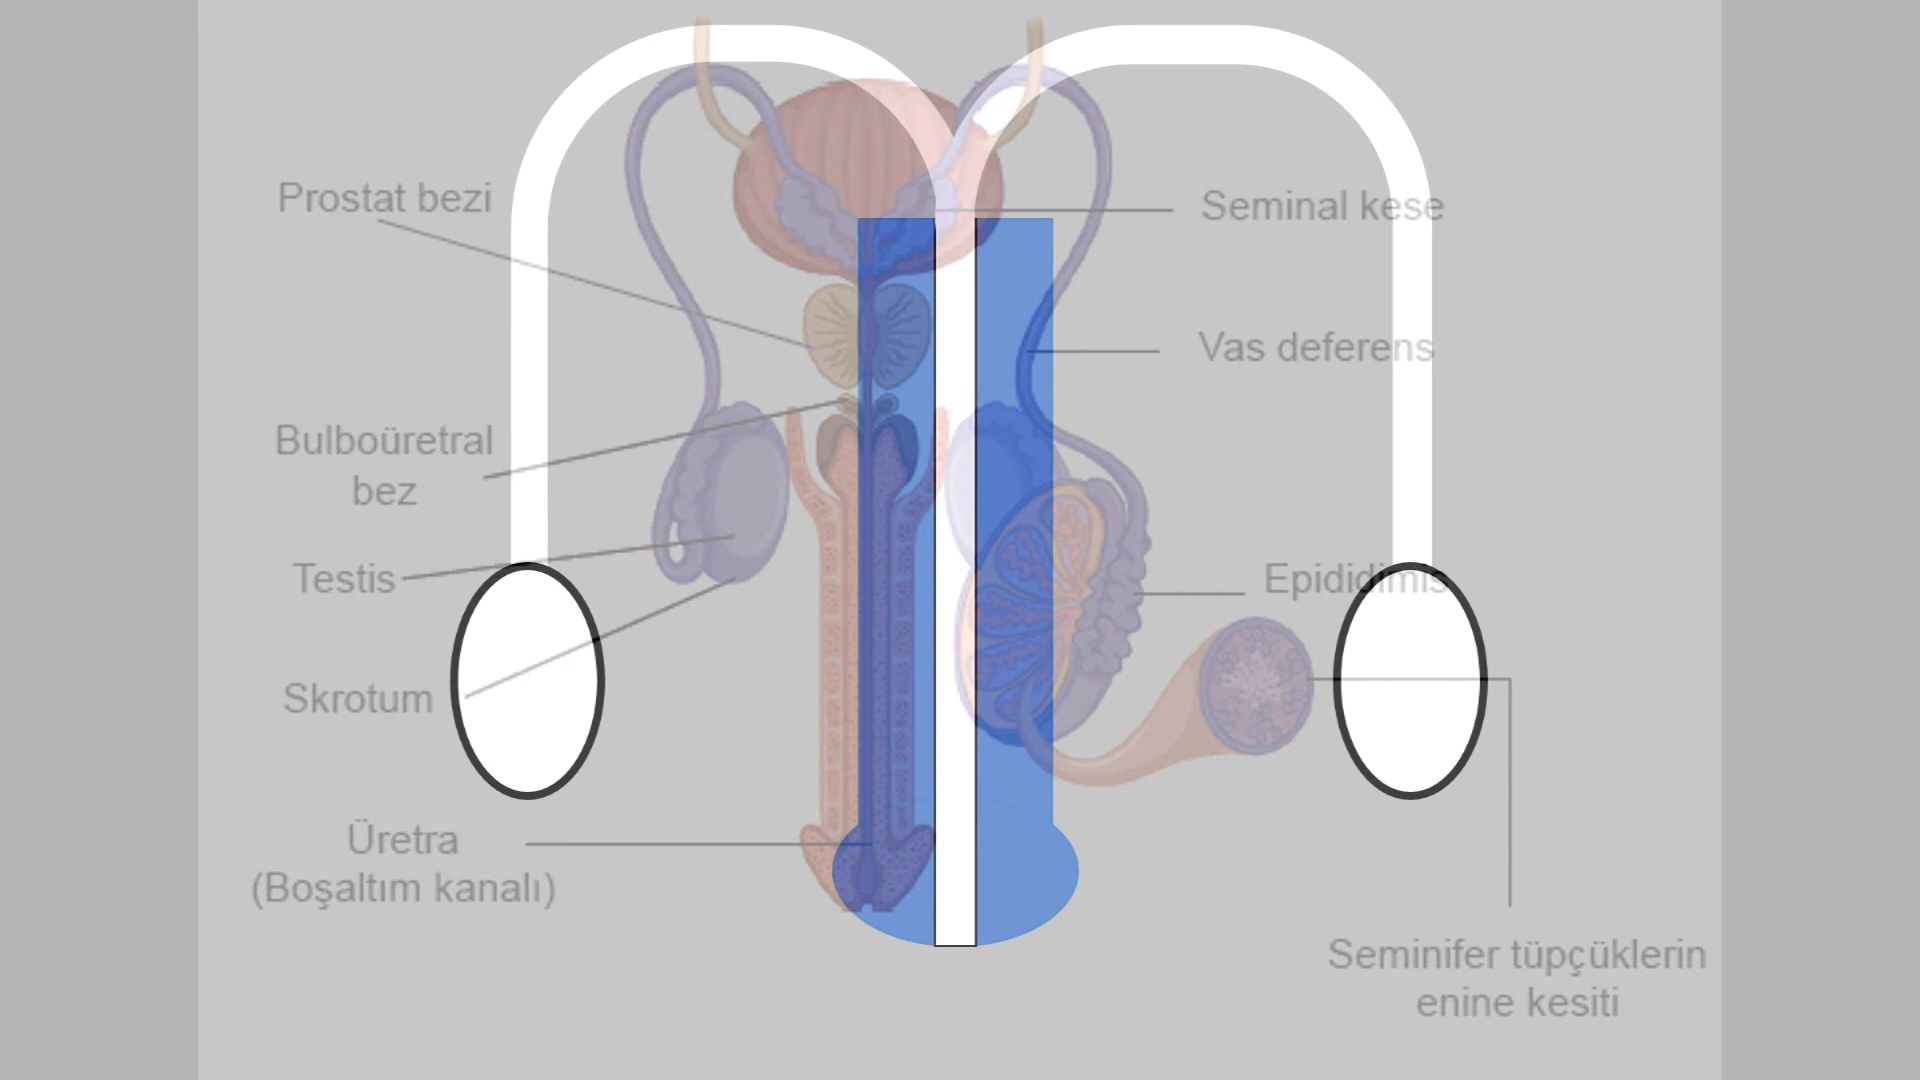 Prostat bezi
Bulboüretral
bez
Testis
Skrotum
Üretra
(Boşaltım kanalı)
Seminal kese
Vas deferens
Epididimis
Seminifer tüpçüklerin
enine kesiti